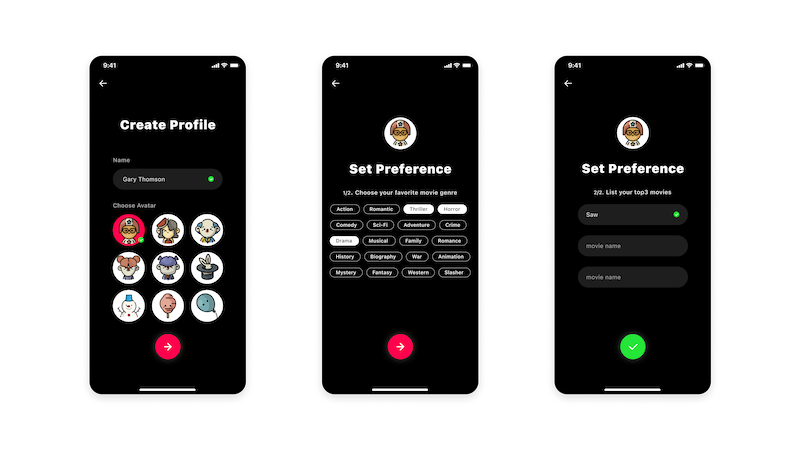 9:41
Create Profile
Name
Gary Thomson
Choose Avatar
9:41
Set Preference
1/2. Choose your favorite movie genre
Action Romantic Thriller Horror
Comedy Sci-Fi Adventure Crime
Drama Musical Family Romance
History Biography War Animation
Mystery Fantasy Western Slasher
9:41
Set Preference
2/2. List your top3 movies
Saw
movie name
movie name